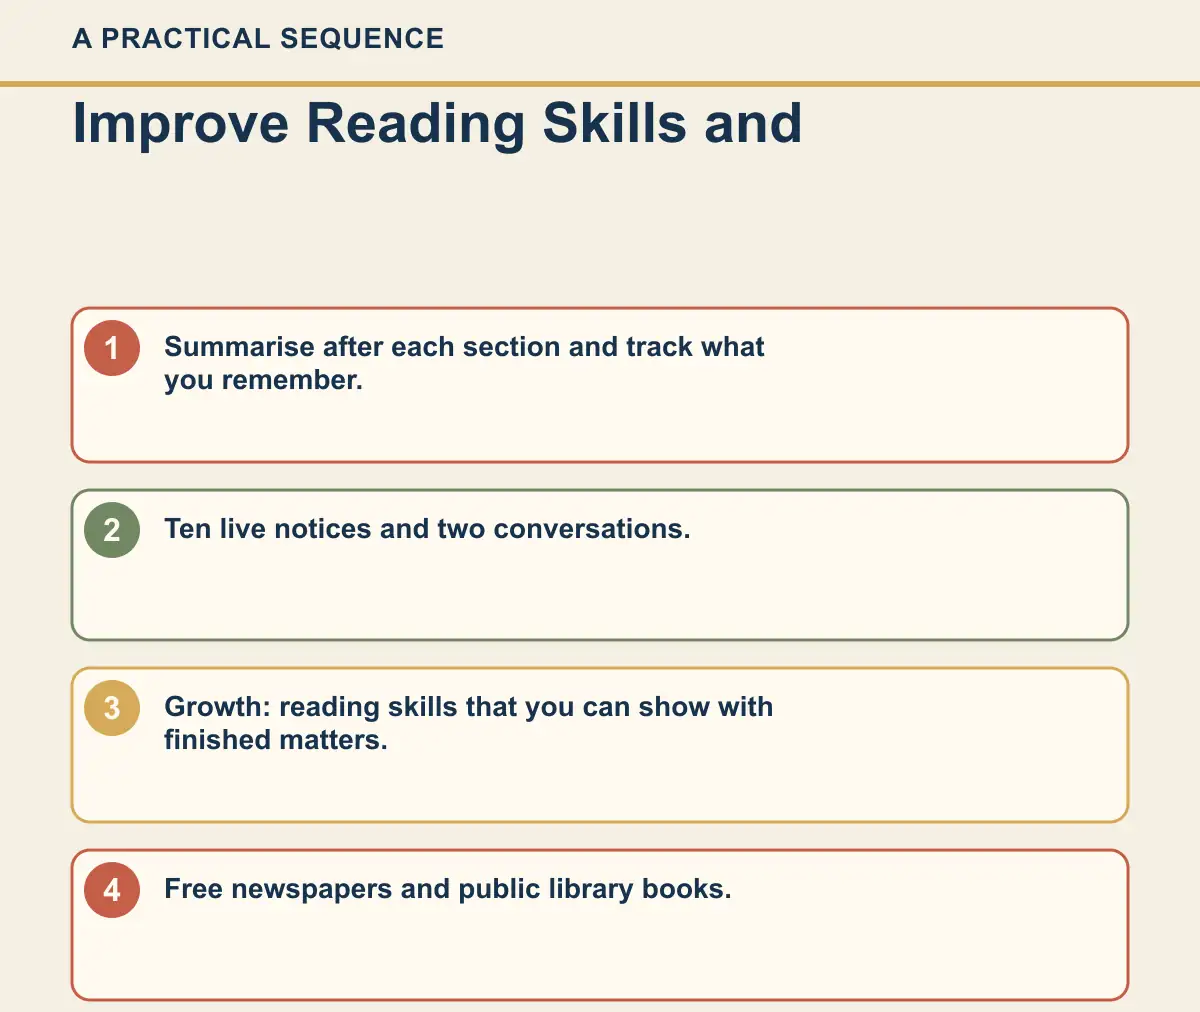 A PRACTICAL SEQUENCE
Improve Reading Skills and
1
Summarise after each section and track what
you remember.
2
Ten live notices and two conversations.
3
Growth: reading skills that you can show with
finished matters.
4
Free newspapers and public library books.